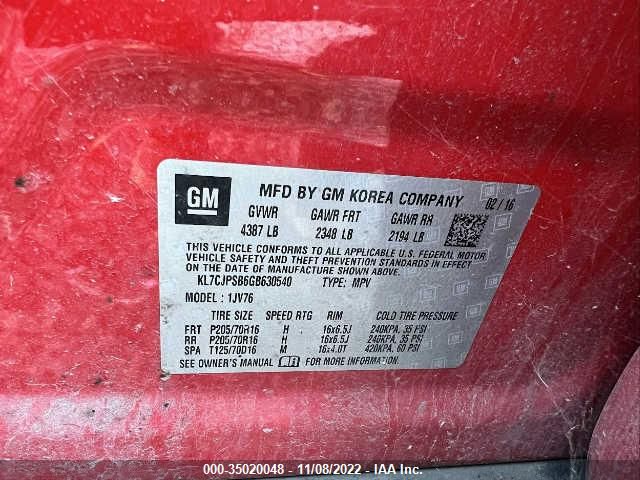 GM
MFD BY GM KOREA COMPANY 02/16
GVWR GAWR FRT GAWR RR
4387 LB 2348 LB 2194 LB
THIS VEHICLE CONFORMS TO ALL APPLICABLE U.S. FEDERAL MOTOR
VEHICLE SAFETY AND THEFT PREVENTION STANDARDS IN EFFECT ON
THE DATE OF MANUFACTURE SHOWN ABOVE.
KL7CJPSB6GB630540 TYPE: MPV
MODEL: 1JV76
TIRE SIZE SPEED RTG RIM COLD TIRE PRESSURE
FRT P205/70R16 H 16x6.5J 240KPA, 35 PSI
RR P205/70R16 H 16x6.5J 240KPA, 35 PSI
SPA T125/70D16 M 16x4.0T 420KPA, 60 PSI
SEE OWNER'S MANUAL FOR MORE INFORMATION.
000-35020048 - 11/08/2022 - IAA Inc.